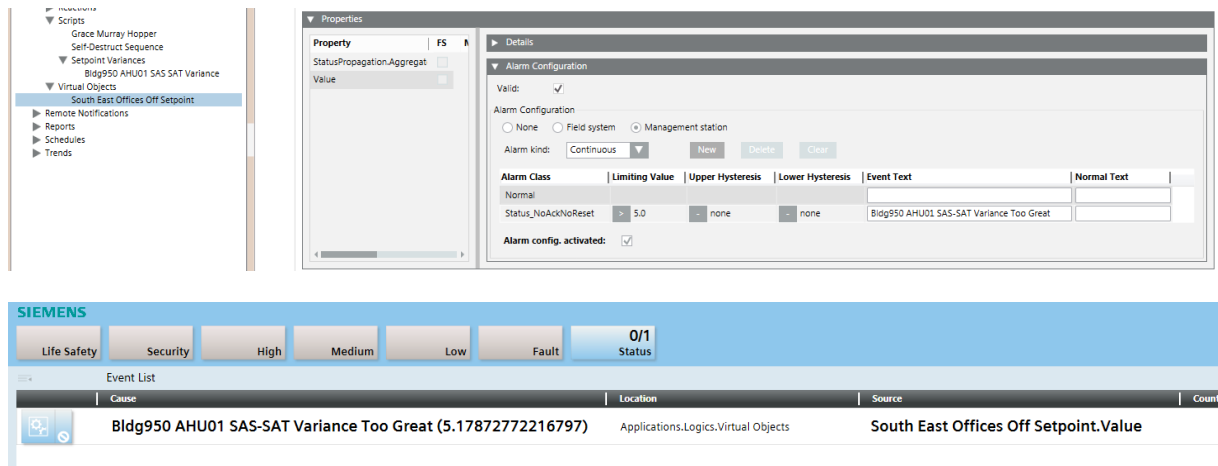 Reactions
Scripts
Grace Murray Hopper
Self-Destruct Sequence
Setpoint Variances
Bldg950 AHU01 SAS SAT Variance
Virtual Objects
South East Offices Off Setpoint
Remote Notifications
Reports
Schedules
Trends
Properties
Property FS
StatusPropagation.Aggregat
Value
Details
Alarm Configuration
Valid:
Alarm Configuration
None Field system Management station
Alarm kind: Continuous New Delete Clear
Alarm Class Limiting Value Upper Hysteresis Lower Hysteresis Event Text Normal Text
Normal
Status_NoAckNoReset > 5.0 - none - none Bldg950 AHU01 SAS-SAT Variance Too Great
Alarm config. activated:
SIEMENS
Life Safety Security High Medium Low Fault 0/1 Status
Event List
Cause Location Source Count
Bldg950 AHU01 SAS-SAT Variance Too Great (5.17872772216797) Applications.Logics.Virtual Objects South East Offices Off Setpoint.Value